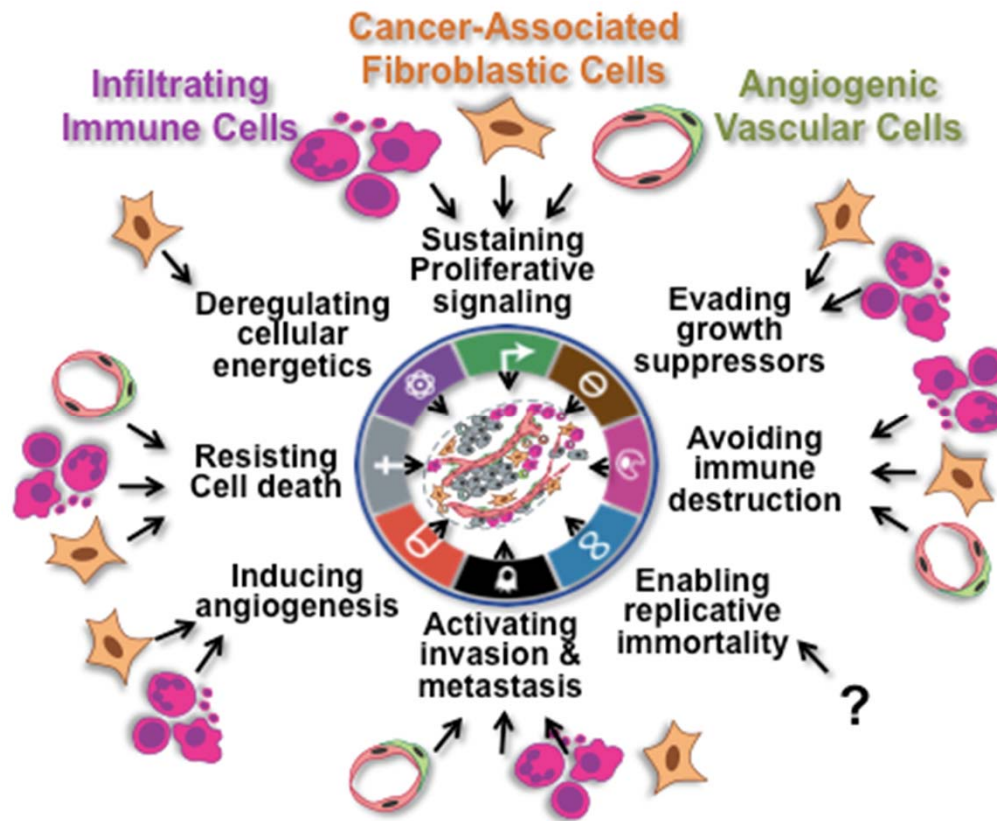 Cancer-Associated
Fibroblastic Cells
Infiltrating
Immune Cells
Angiogenic
Vascular Cells
Sustaining
Proliferative
signaling
Deregulating
cellular
energetics
Evading
growth
suppressors
Resisting
Cell death
Avoiding
immune
destruction
Inducing
angiogenesis
Enabling
replicative
immortality
Activating
invasion &
metastasis
?